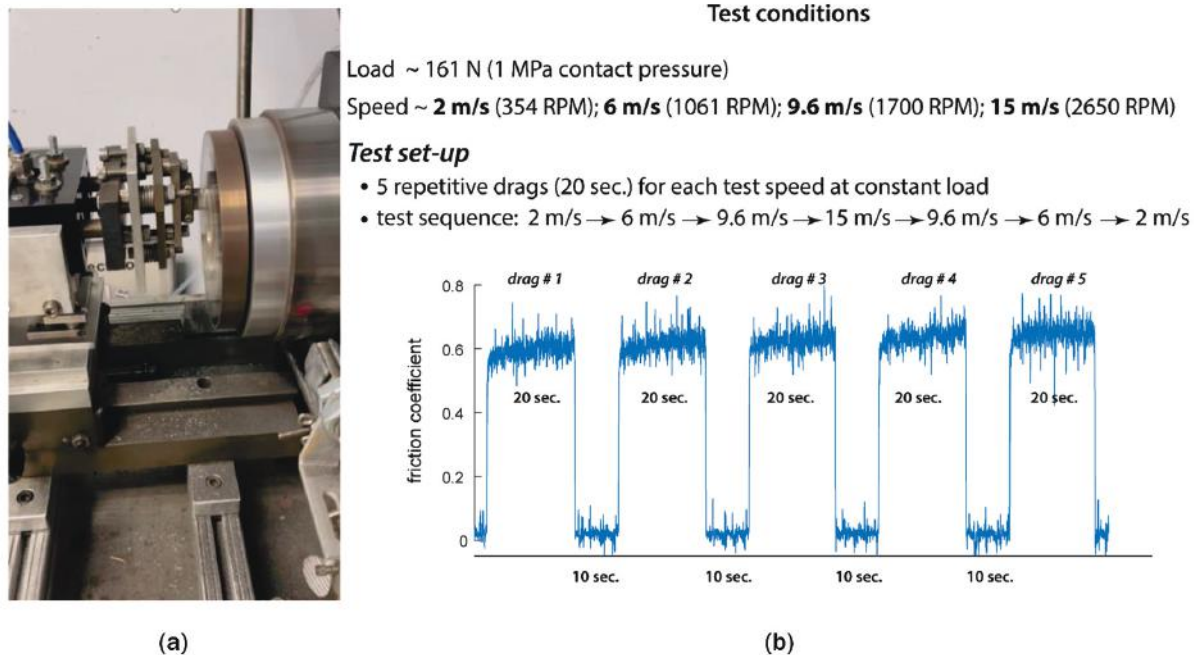 Test conditions
Load ~ 161 N (1 MPa contact pressure)
Speed ~ 2 m/s (354 RPM); 6 m/s (1061 RPM); 9.6 m/s (1700 RPM); 15 m/s (2650 RPM)
Test set-up
• 5 repetitive drags (20 sec.) for each test speed at constant load
• test sequence: 2 m/s → 6 m/s → 9.6 m/s → 15 m/s → 9.6 m/s → 6 m/s → 2 m/s
drag # 1 drag # 2 drag # 3 drag # 4 drag # 5
0.8
0.6
0.4
0.2
0
friction coefficient
20 sec. 20 sec. 20 sec. 20 sec. 20 sec.
10 sec. 10 sec. 10 sec. 10 sec.
(a) (b)